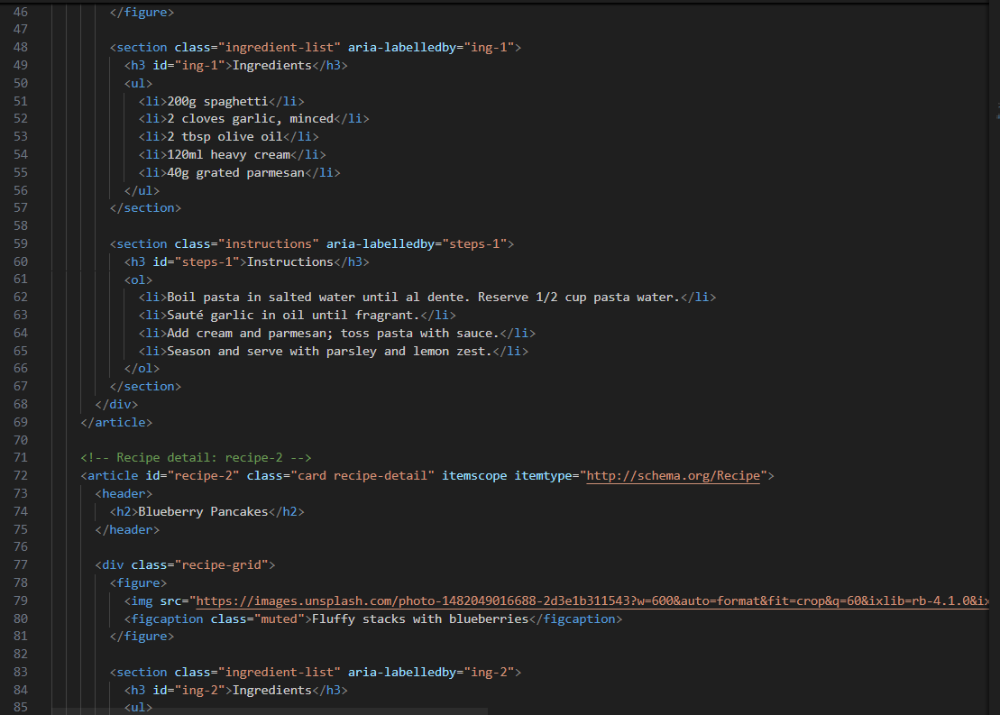 46 </figure>
47
48 <section class="ingredient-list" aria-labelledby="ing-1">
49 <h3 id="ing-1">Ingredients</h3>
50 <ul>
51 <li>200g spaghetti</li>
52 <li>2 cloves garlic, minced</li>
53 <li>2 tbsp olive oil</li>
54 <li>120ml heavy cream</li>
55 <li>40g grated parmesan</li>
56 </ul>
57 </section>
58
59 <section class="instructions" aria-labelledby="steps-1">
60 <h3 id="steps-1">Instructions</h3>
61 <ol>
62 <li>Boil pasta in salted water until al dente. Reserve 1/2 cup pasta water.</li>
63 <li>Sauté garlic in oil until fragrant.</li>
64 <li>Add cream and parmesan; toss pasta with sauce.</li>
65 <li>Season and serve with parsley and lemon zest.</li>
66 </ol>
67 </section>
68 </div>
69 </article>
70
71 <!-- Recipe detail: recipe-2 -->
72 <article id="recipe-2" class="card recipe-detail" itemscope itemtype="http://schema.org/Recipe">
73 <header>
74 <h2>Blueberry Pancakes</h2>
75 </header>
76
77 <div class="recipe-grid">
78 <figure>
79 <img src="https://images.unsplash.com/photo-1482049016688-2d3e1b311543?w=600&auto=format&fit=crop&q=60&ixlib=rb-4.1.0&ix
80 <figcaption class="muted">Fluffy stacks with blueberries</figcaption>
81 </figure>
82
83 <section class="ingredient-list" aria-labelledby="ing-2">
84 <h3 id="ing-2">Ingredients</h3>
85 <ul>